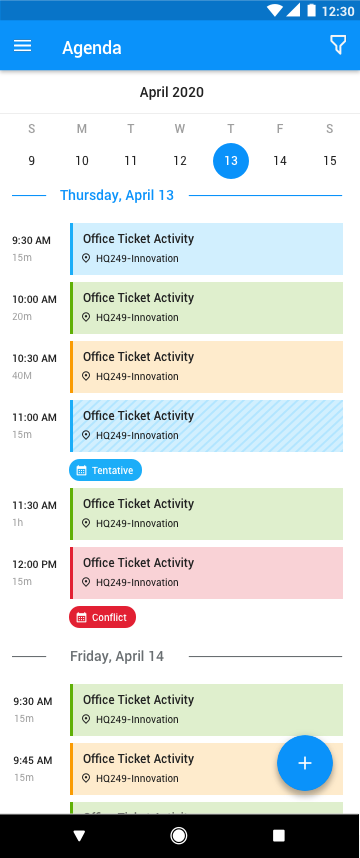 12:30
Agenda
April 2020
S M T W T F S
9 10 11 12 13 14 15
Thursday, April 13
9:30 AM Office Ticket Activity
15m HQ249-Innovation
10:00 AM Office Ticket Activity
20m HQ249-Innovation
10:30 AM Office Ticket Activity
40M HQ249-Innovation
11:00 AM Office Ticket Activity
15m HQ249-Innovation
Tentative
11:30 AM Office Ticket Activity
1h HQ249-Innovation
12:00 PM Office Ticket Activity
15m HQ249-Innovation
Conflict
Friday, April 14
9:30 AM Office Ticket Activity
15m HQ249-Innovation
9:45 AM Office Ticket Activity
15m HQ249-Innovation
Office Ticket Activity